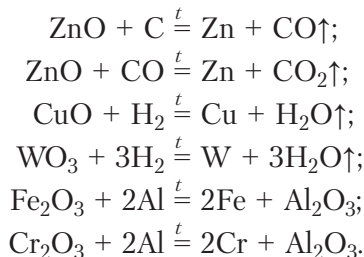 ZnO + C =ᵗ Zn + CO↑;
ZnO + CO =ᵗ Zn + CO₂↑;
CuO + H₂ =ᵗ Cu + H₂O↑;
WO₃ + 3H₂ =ᵗ W + 3H₂O↑;
Fe₂O₃ + 2Al =ᵗ 2Fe + Al₂O₃;
Cr₂O₃ + 2Al =ᵗ 2Cr + Al₂O₃.